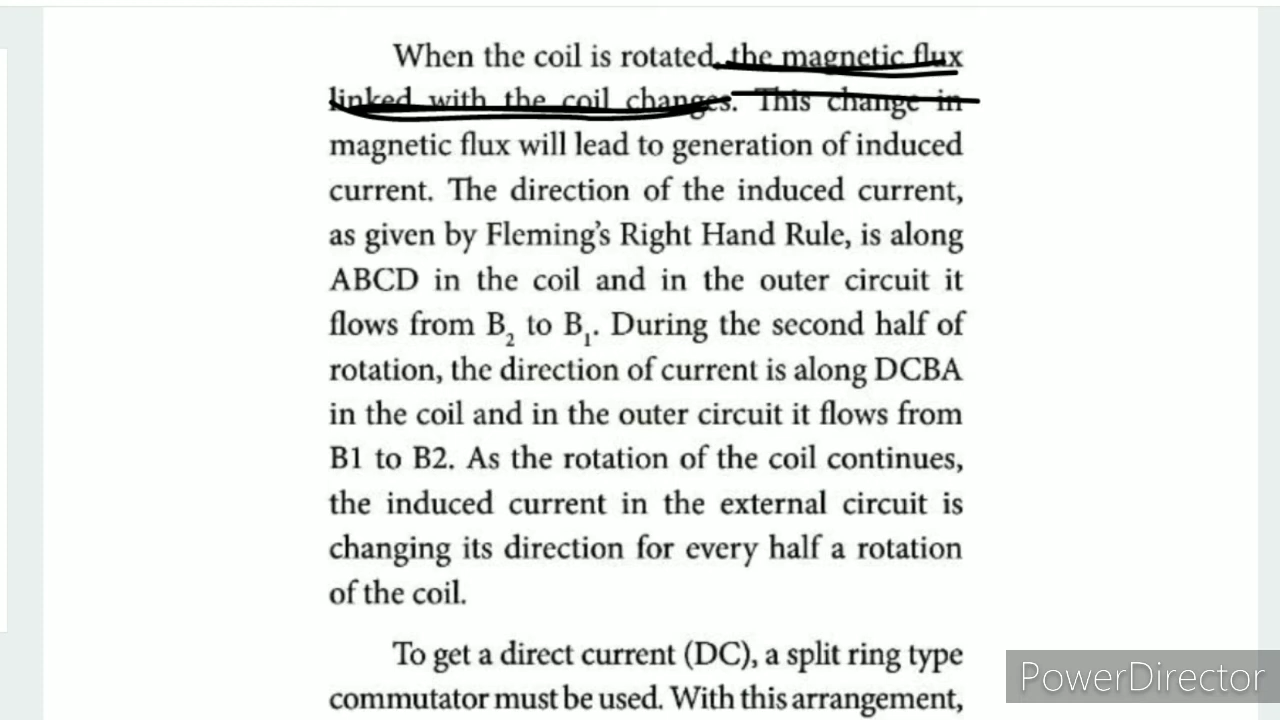 When the coil is rotated, the magnetic flux
linked with the coil changes. This change in
magnetic flux will lead to generation of induced
current. The direction of the induced current,
as given by Fleming's Right Hand Rule, is along
ABCD in the coil and in the outer circuit it
flows from B₂ to B₁. During the second half of
rotation, the direction of current is along DCBA
in the coil and in the outer circuit it flows from
B1 to B2. As the rotation of the coil continues,
the induced current in the external circuit is
changing its direction for every half a rotation
of the coil.
To get a direct current (DC), a split ring type
commutator must be used. With this arrangement,
PowerDirector